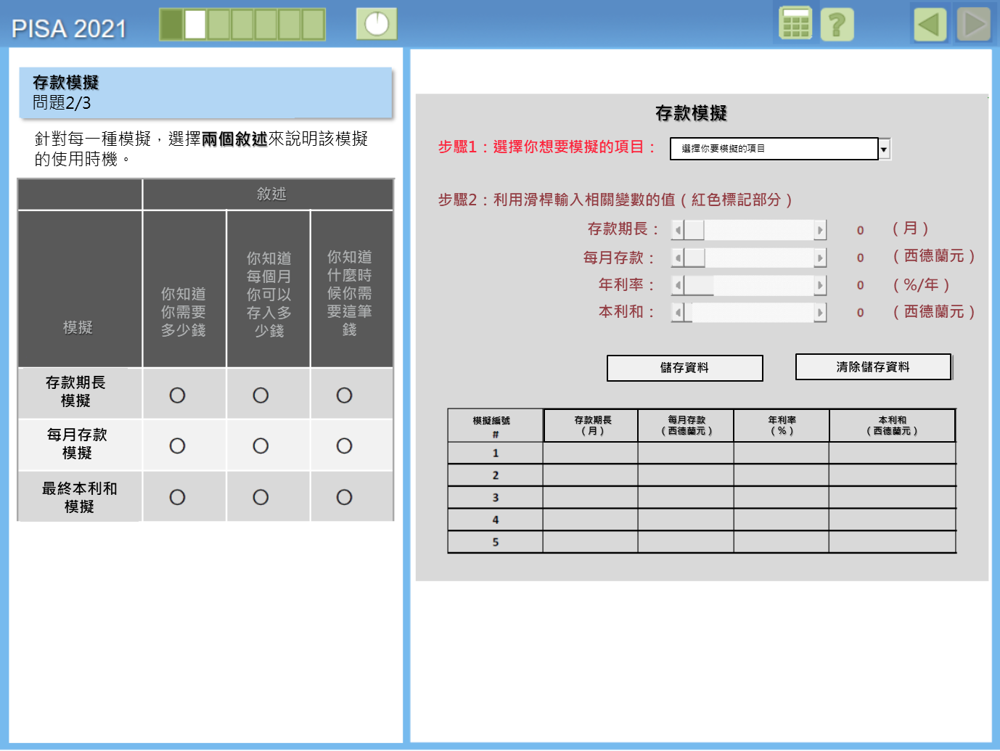 PISA 2021
?
存款模擬
問題2/3
針對每一種模擬，選擇兩個敘述來說明該模擬
的使用時機。
敘述
模擬
你知道
你需要
多少錢
你知道
每個月
你可以
存入多
少錢
你知道
什麼時
候你需
要這筆
錢
存款期長
模擬
每月存款
模擬
最終本利和
模擬
存款模擬
步驟1：選擇你想要模擬的項目：
選擇你要模擬的項目
步驟2：利用滑桿輸入相關變數的值（紅色標記部分）
存款期長： 0 （月）
每月存款： 0 （西德蘭元）
年利率： 0 （%/年）
本利和： 0 （西德蘭元）
儲存資料 清除儲存資料
模擬編號
#
存款期長
（月）
每月存款
（西德蘭元）
年利率
（%）
本利和
（西德蘭元）
1
2
3
4
5